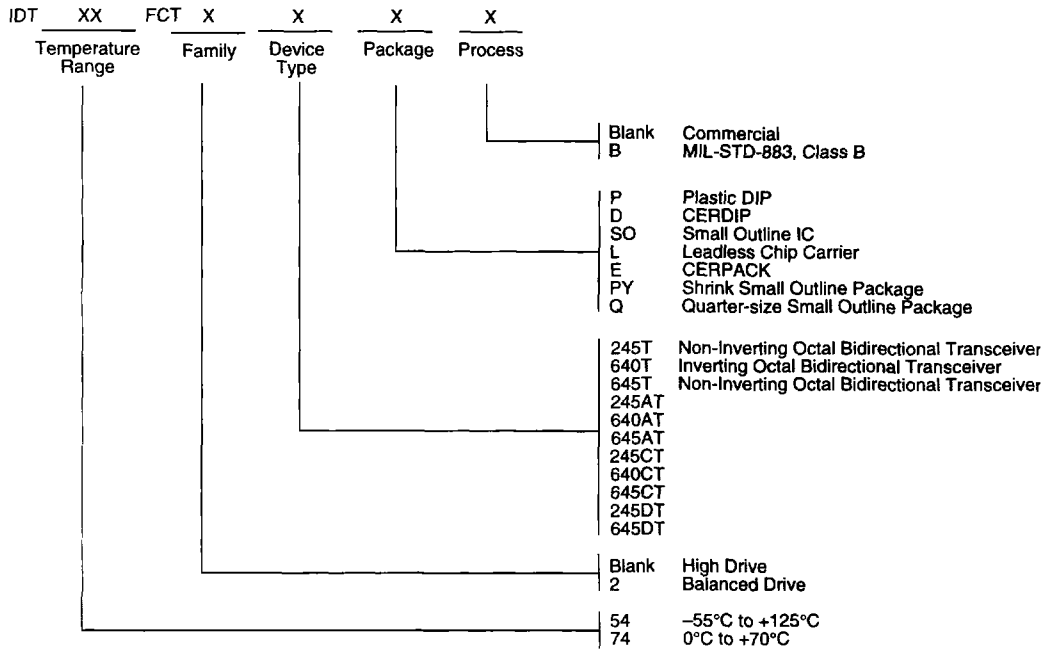 IDT XX FCT X X X X
Temperature Range Family Device Type Package Process
Blank Commercial
B MIL-STD-883, Class B
P Plastic DIP
D CERDIP
SO Small Outline IC
L Leadless Chip Carrier
E CERPACK
PY Shrink Small Outline Package
Q Quarter-size Small Outline Package
245T Non-Inverting Octal Bidirectional Transceiver
640T Inverting Octal Bidirectional Transceiver
645T Non-Inverting Octal Bidirectional Transceiver
245AT
640AT
645AT
245CT
640CT
645CT
245DT
645DT
Blank High Drive
2 Balanced Drive
54 –55°C to +125°C
74 0°C to +70°C